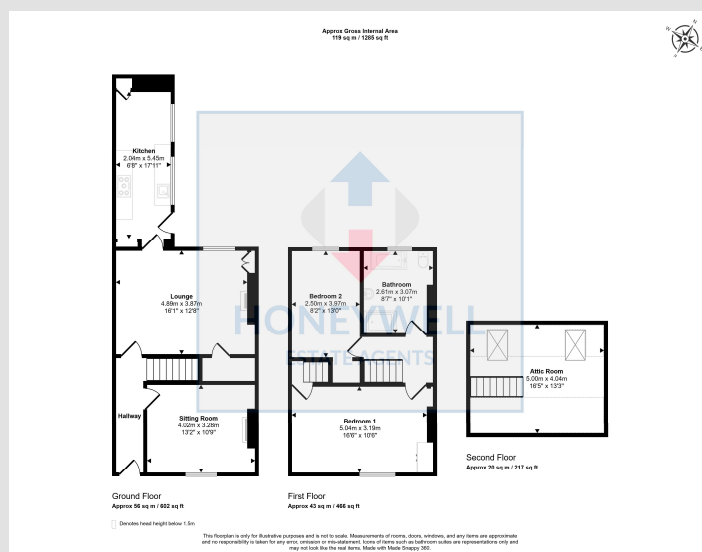 Approx Gross Internal Area
119 sq m / 1285 sq ft
N
W
S
Kitchen
2.04m x 5.45m
6'8" x 17'11"
Lounge
4.89m x 3.87m
16'1" x 12'8"
Bedroom 2
2.50m x 3.97m
8'2" x 13'0"
Bathroom
2.61m x 3.07m
8'7" x 10'1"
HONEYWELL
ESTATE AGENTS
Attic Room
5.00m x 4.04m
16'5" x 13'3"
Hallway
Sitting Room
4.02m x 3.28m
13'2" x 10'9"
Bedroom 1
5.04m x 3.19m
16'6" x 10'6"
Second Floor
Approx 20 sq m / 217 sq ft
Ground Floor
Approx 56 sq m / 602 sq ft
First Floor
Approx 43 sq m / 466 sq ft
Denotes head height below 1.5m
This floorplan is only for illustrative purposes and is not to scale. Measurements of rooms, doors, windows, and any items are approximate
and no responsibility is taken for any error, omission or mis-statement. Icons of items such as bathroom suites are representations only and
may not look like the real items. Made with Made Snappy 360.